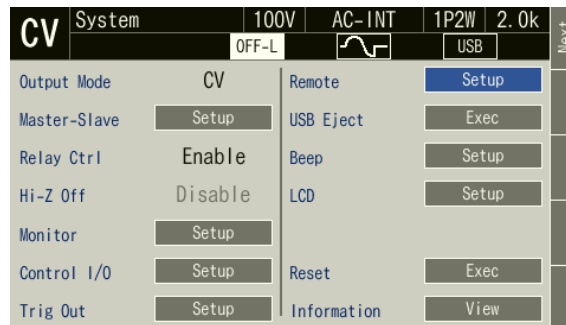 CV System 100V AC-INT 1P2W 2.0k
OFF-L USB
Next
Output Mode CV
Master-Slave Setup
Relay Ctrl Enable
Hi-Z Off Disable
Monitor Setup
Control I/O Setup
Trig Out Setup
Remote Setup
USB Eject Exec
Beep Setup
LCD Setup
Reset Exec
Information View